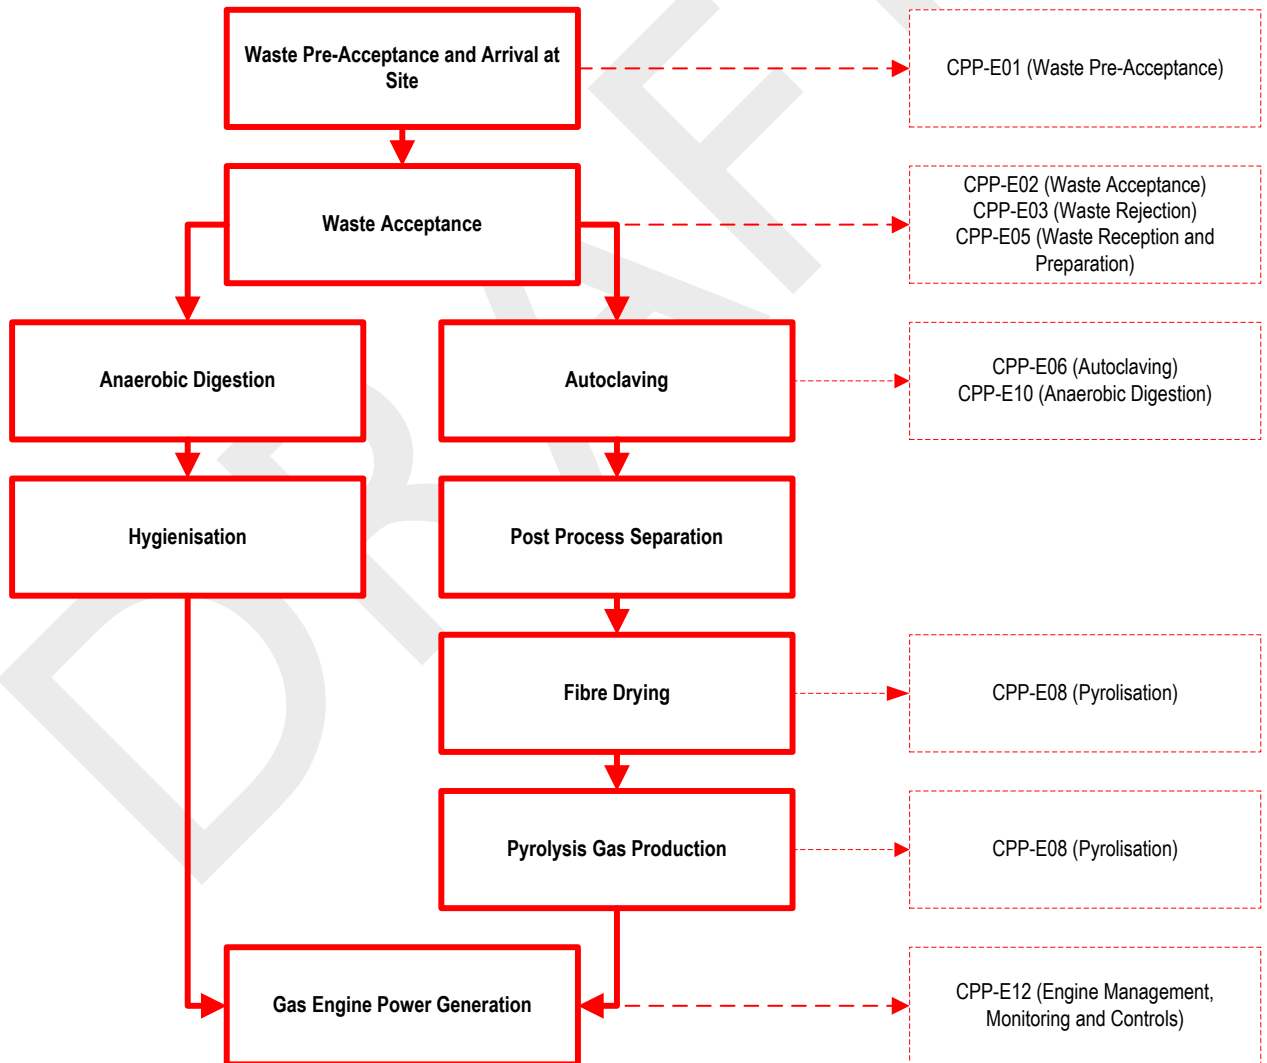 Waste Pre-Acceptance and Arrival at
Site
CPP-E01 (Waste Pre-Acceptance)
Waste Acceptance
CPP-E02 (Waste Acceptance)
CPP-E03 (Waste Rejection)
CPP-E05 (Waste Reception and
Preparation)
Anaerobic Digestion
Autoclaving
CPP-E06 (Autoclaving)
CPP-E10 (Anaerobic Digestion)
Hygienisation
Post Process Separation
Fibre Drying
CPP-E08 (Pyrolisation)
Pyrolysis Gas Production
CPP-E08 (Pyrolisation)
Gas Engine Power Generation
CPP-E12 (Engine Management,
Monitoring and Controls)
DRAF